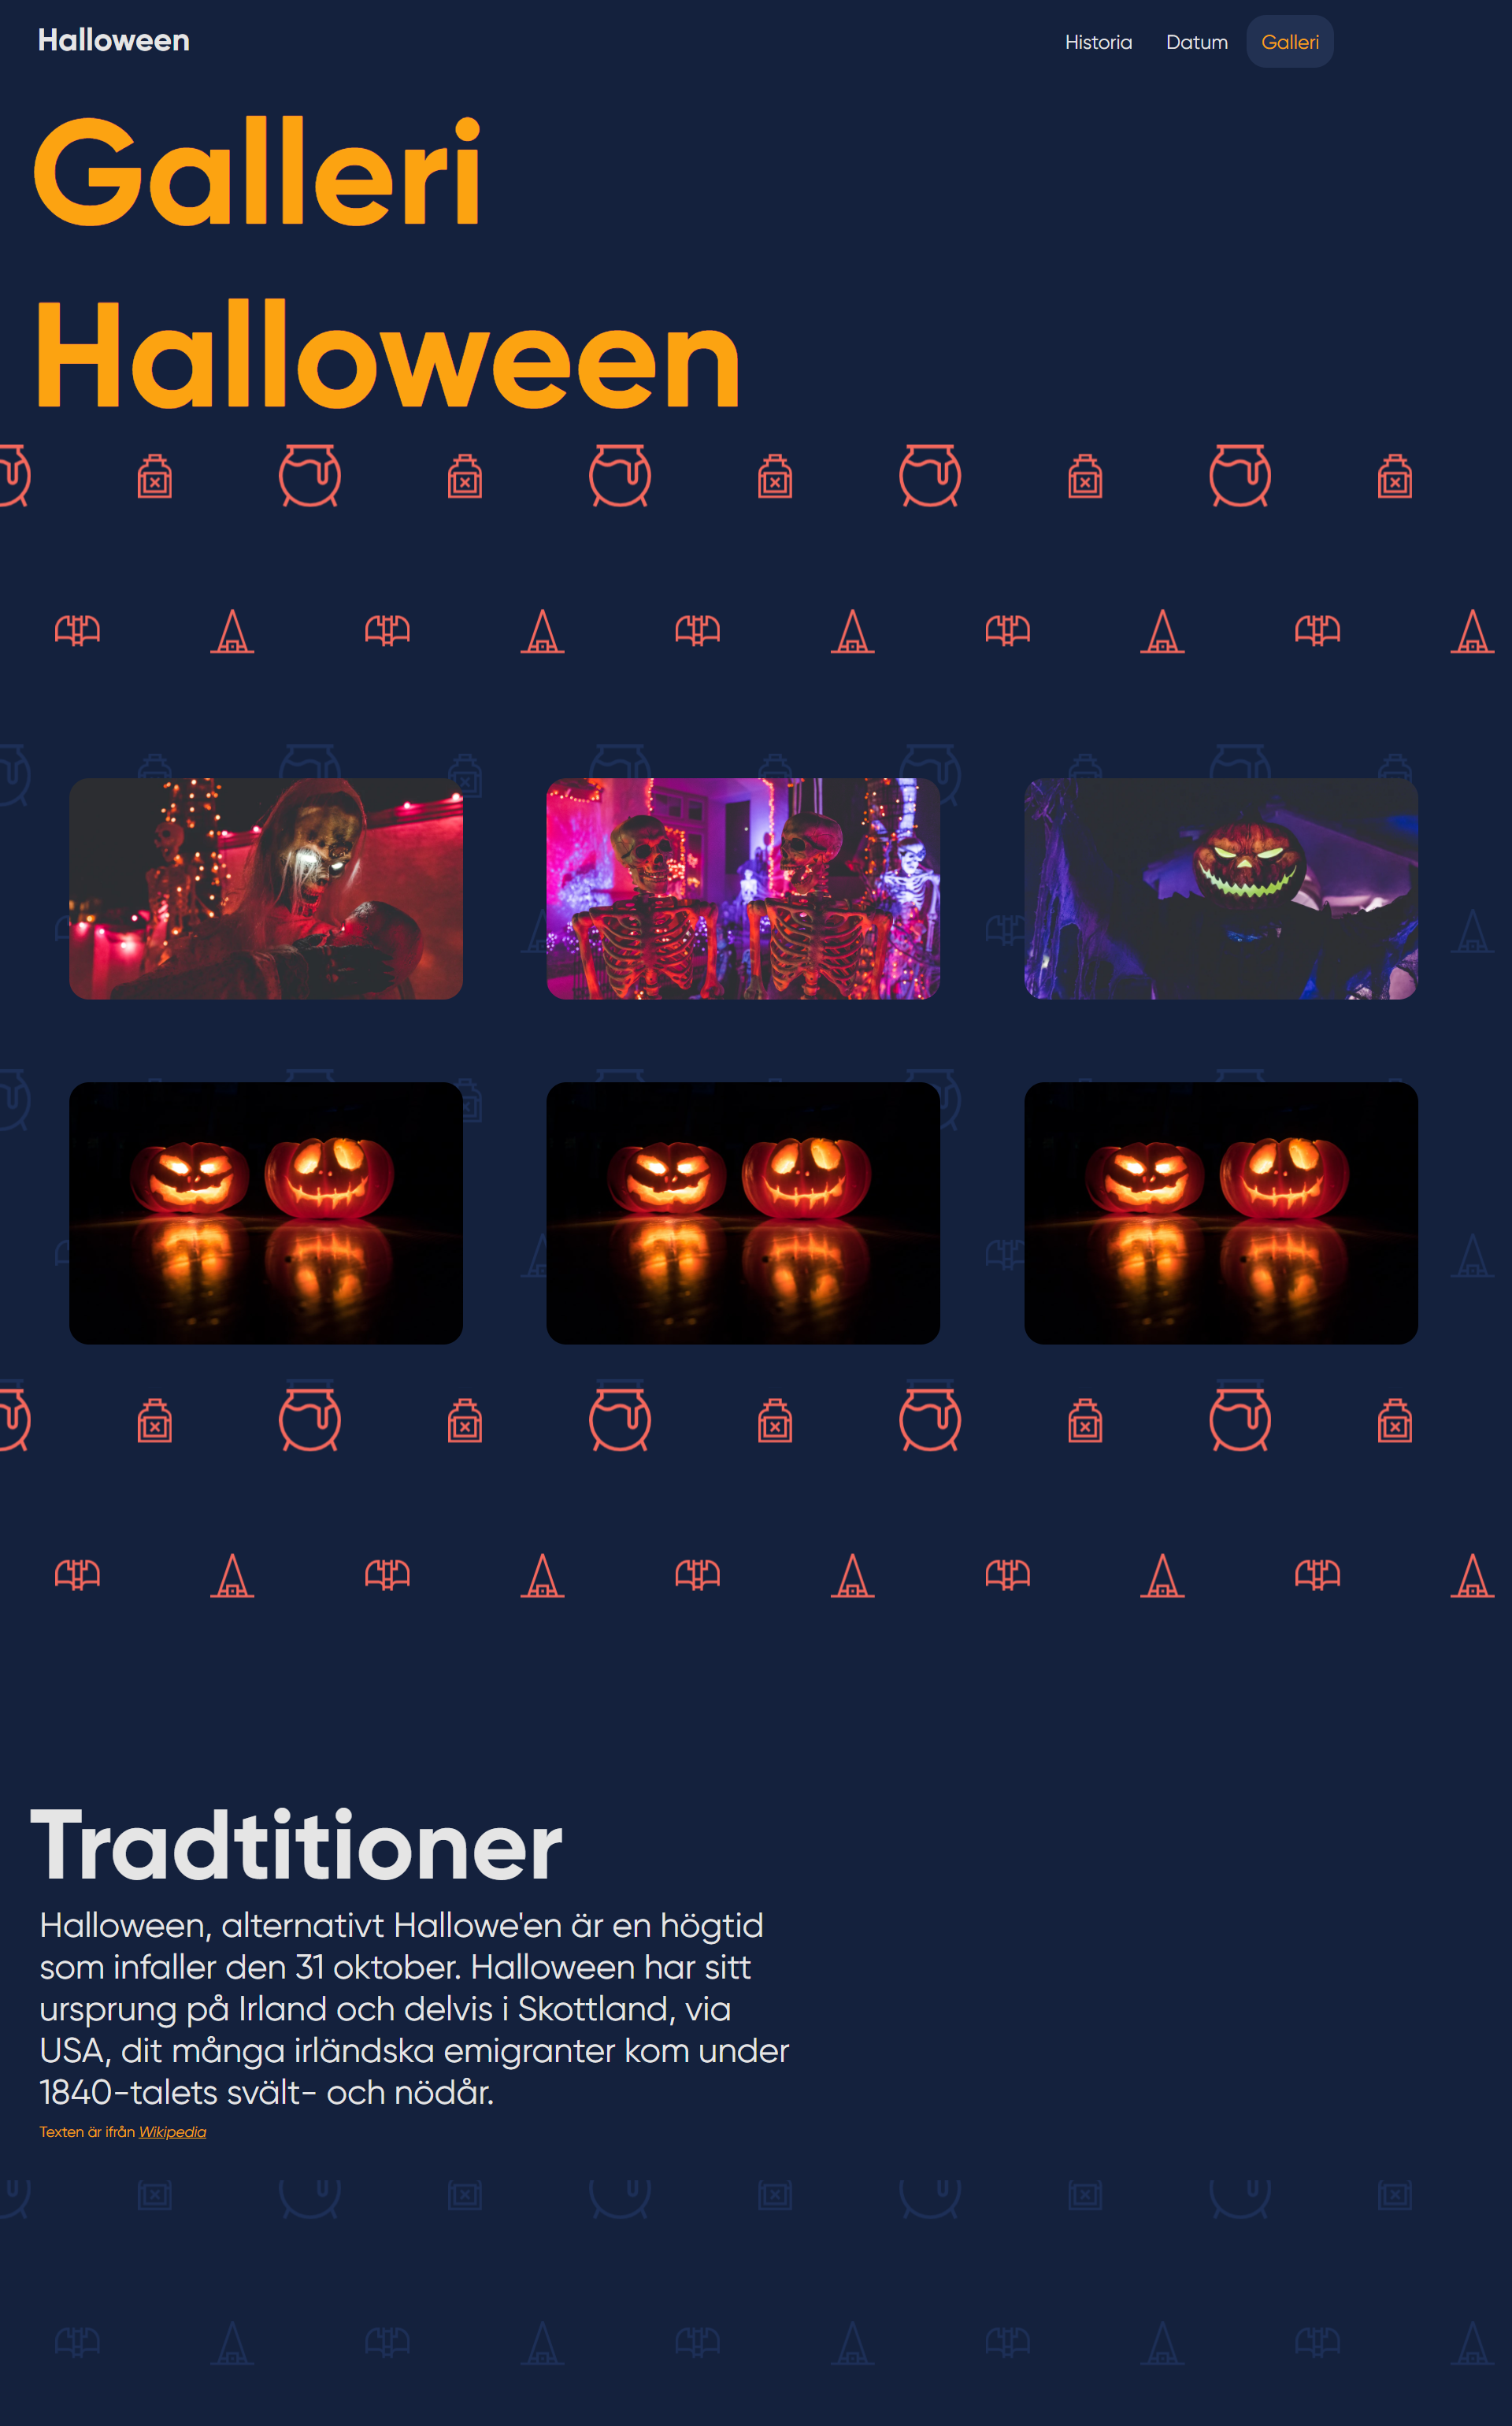 Halloween
Historia Datum Galleri
Galleri
Halloween
Tradtitioner
Halloween, alternativt Hallowe'en är en högtid
som infaller den 31 oktober. Halloween har sitt
ursprung på Irland och delvis i Skottland, via
USA, dit många irländska emigranter kom under
1840-talets svält- och nödår.
Texten är ifrån Wikipedia